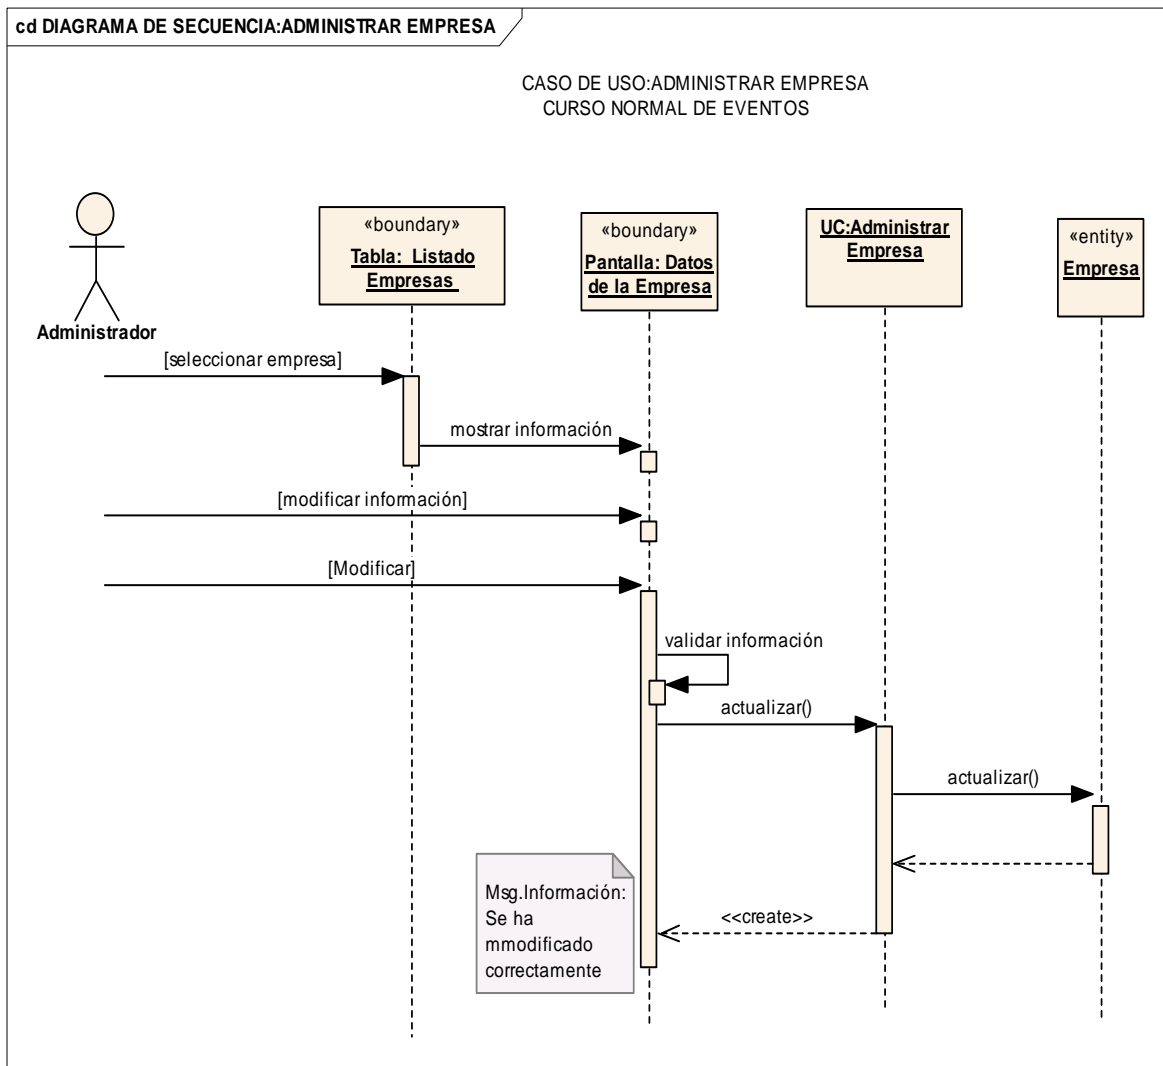 cd DIAGRAMA DE SECUENCIA:ADMINISTRAR EMPRESA
CASO DE USO:ADMINISTRAR EMPRESA
CURSO NORMAL DE EVENTOS
Administrador
«boundary»
Tabla: Listado
Empresas
«boundary»
Pantalla: Datos
de la Empresa
UC:Administrar
Empresa
«entity»
Empresa
[seleccionar empresa]
mostrar información
[modificar información]
[Modificar]
validar información
actualizar()
actualizar()
Msg.Información:
Se ha
mmodificado
correctamente
<<create>>